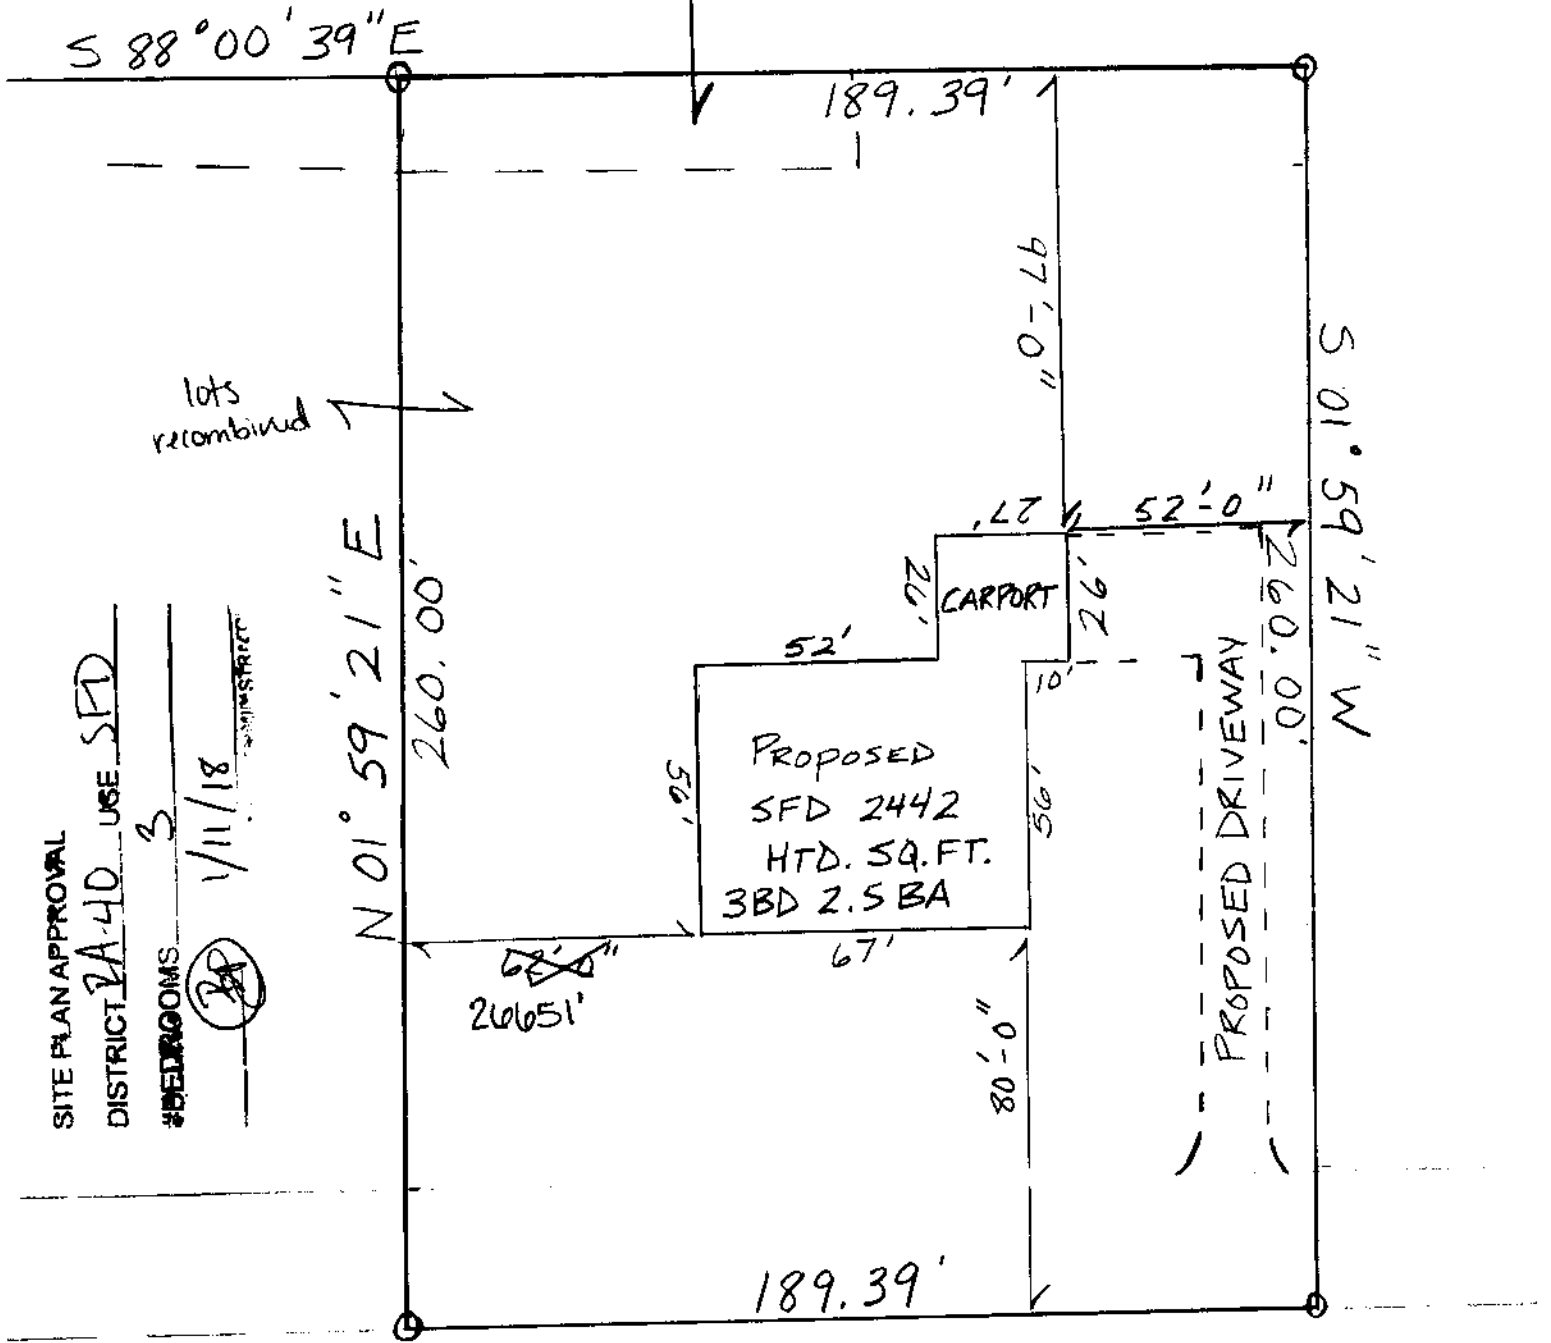 S 88°00'39"E
189.39'
97'-0"
lots
recombined
S 01°59'21" W
260.00'
N 01°59'21" E
260.00'
27'
52'-0"
26'
CARPORT
26'
52'
10'
56'
PROPOSED
SFD 2442
HTD. SQ.FT.
3BD 2.5 BA
56'
67'
26651'
80'-0"
PROPOSED DRIVEWAY
189.39'
SITE PLAN APPROVAL
DISTRICT RA-40 USE SFD
#BEDROOMS 3
1/11/18